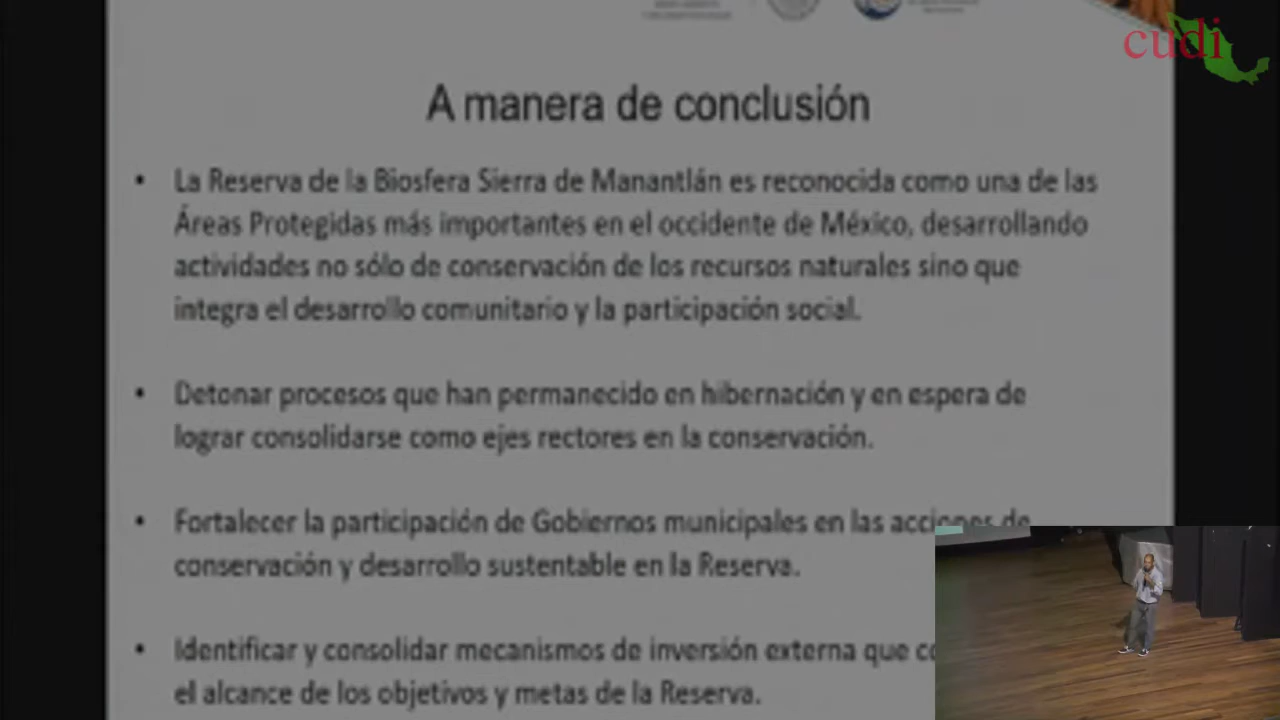 cudi
A manera de conclusión
• La Reserva de la Biosfera Sierra de Manantlán es reconocida como una de las
Áreas Protegidas más importantes en el occidente de México, desarrollando
actividades no sólo de conservación de los recursos naturales sino que
integra el desarrollo comunitario y la participación social.
• Detonar procesos que han permanecido en hibernación y en espera de
lograr consolidarse como ejes rectores en la conservación.
• Fortalecer la participación de Gobiernos municipales en las acciones de
conservación y desarrollo sustentable en la Reserva.
• Identificar y consolidar mecanismos de inversión externa que
el alcance de los objetivos y metas de la Reserva.